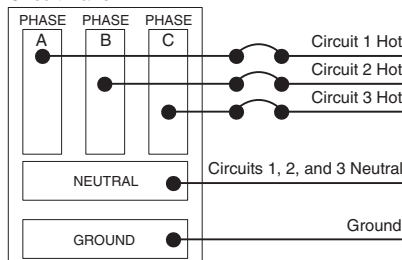 PHASE PHASE PHASE
A B C
Circuit 1 Hot
Circuit 2 Hot
Circuit 3 Hot
NEUTRAL
Circuits 1, 2, and 3 Neutral
GROUND
Ground